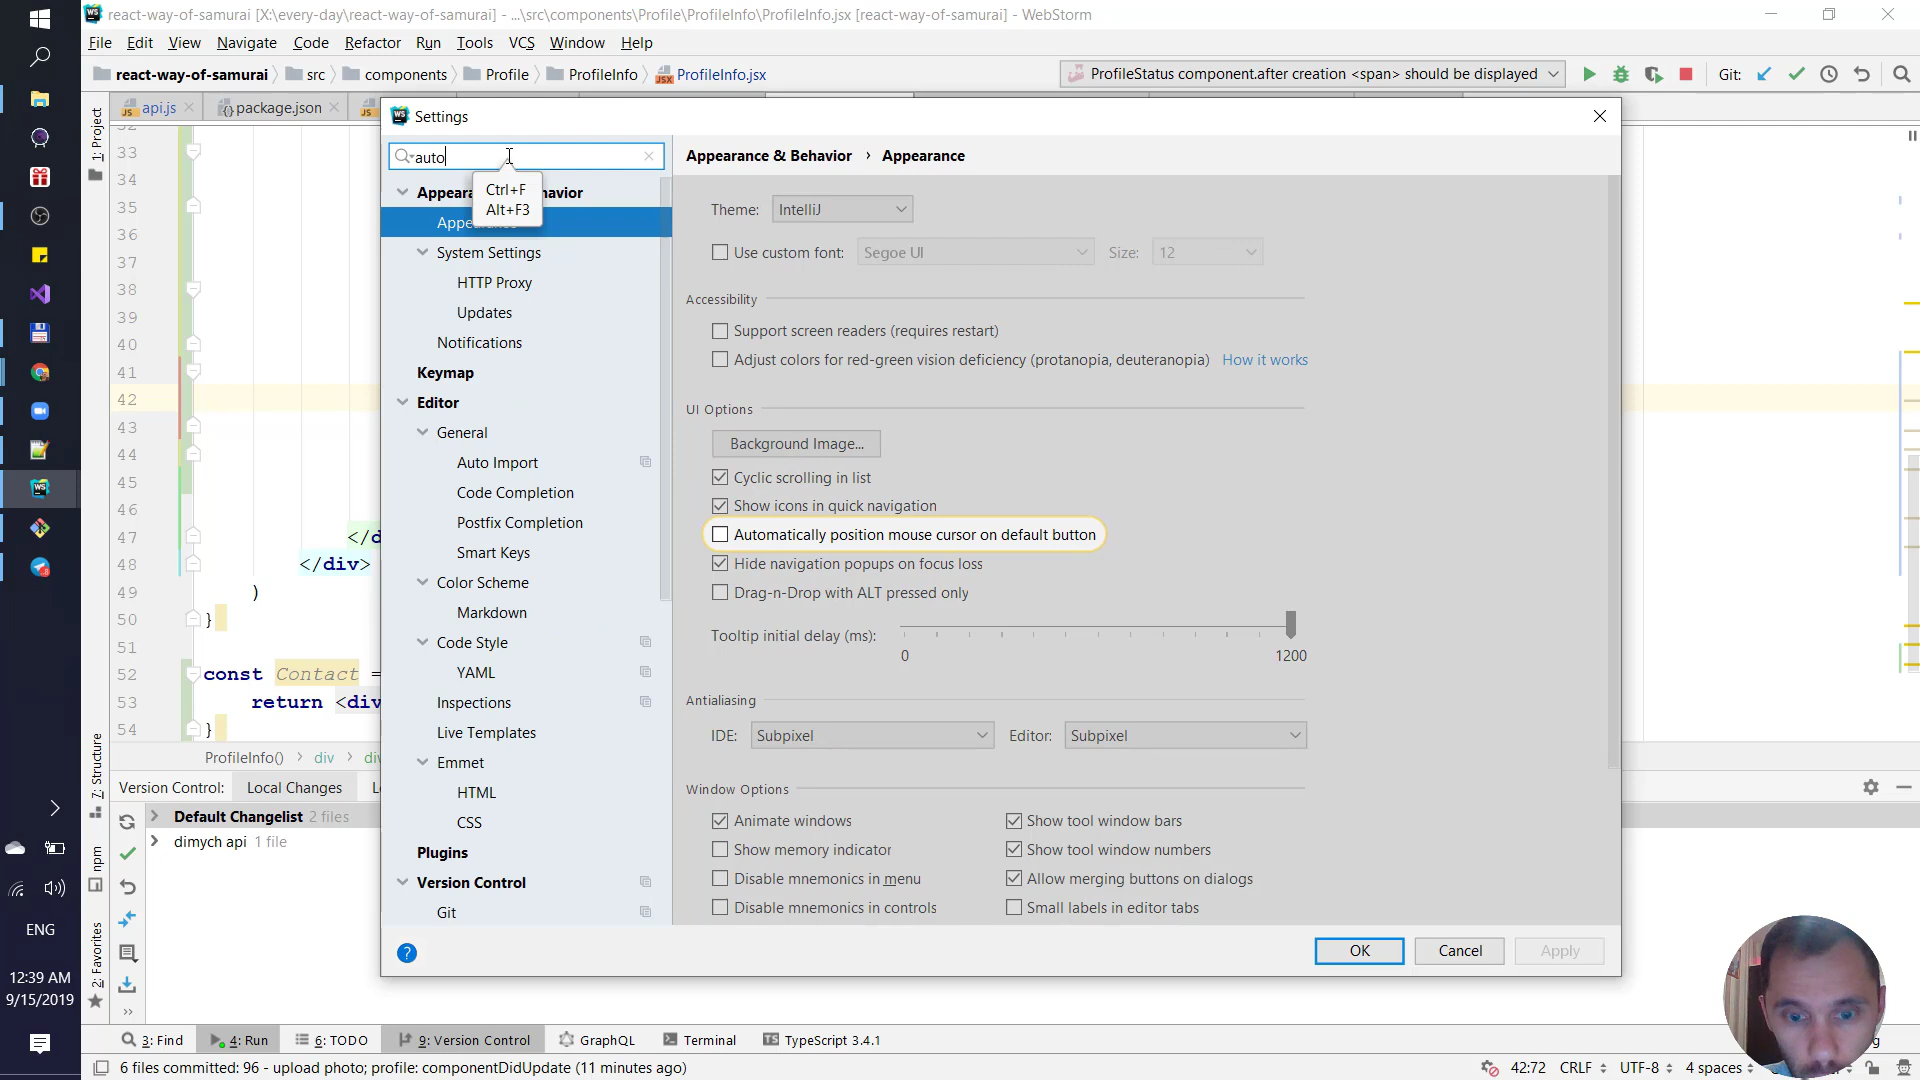 react-way-of-samurai [X:\every-day\react-way-of-samurai] - ...\src\components\Profile\ProfileInfo\ProfileInfo.jsx [react-way-of-samurai] - WebStorm
File Edit View Navigate Code Refactor Run Tools VCS Window Help
react-way-of-samurai src components Profile ProfileInfo ProfileInfo.jsx
ProfileStatus component.after creation <span> should be displayed
Git:
api.js package.json
1: Project
33
34
35
36
37
38
39
40
41
42
43
44
45
46
47 </d
48 </div>
49 )
50 }
51
52 const Contact =
53 return <div
54 }
ProfileInfo() div
Settings
auto
Ctrl+F
Alt+F3
Appearance
System Settings
HTTP Proxy
Updates
Notifications
Keymap
Editor
General
Auto Import
Code Completion
Postfix Completion
Smart Keys
Color Scheme
Markdown
Code Style
YAML
Inspections
Live Templates
Emmet
HTML
CSS
Plugins
Version Control
Git
Appearance & Behavior › Appearance
Theme: IntelliJ
Use custom font: Segoe UI Size: 12
Accessibility
Support screen readers (requires restart)
Adjust colors for red-green vision deficiency (protanopia, deuteranopia) How it works
UI Options
Background Image...
Cyclic scrolling in list
Show icons in quick navigation
Automatically position mouse cursor on default button
Hide navigation popups on focus loss
Drag-n-Drop with ALT pressed only
Tooltip initial delay (ms):
0 1200
Antialiasing
IDE: Subpixel Editor: Subpixel
Window Options
Animate windows Show tool window bars
Show memory indicator Show tool window numbers
Disable mnemonics in menu Allow merging buttons on dialogs
Disable mnemonics in controls Small labels in editor tabs
? OK Cancel Apply
7: Structure
npm
2: Favorites
Version Control: Local Changes
Default Changelist 2 files
dimych api 1 file
3: Find 4: Run 6: TODO 9: Version Control GraphQL Terminal TypeScript 3.4.1
6 files committed: 96 - upload photo; profile: componentDidUpdate (11 minutes ago)
42:72 CRLF UTF-8 4 spaces
ENG
12:39 AM
9/15/2019